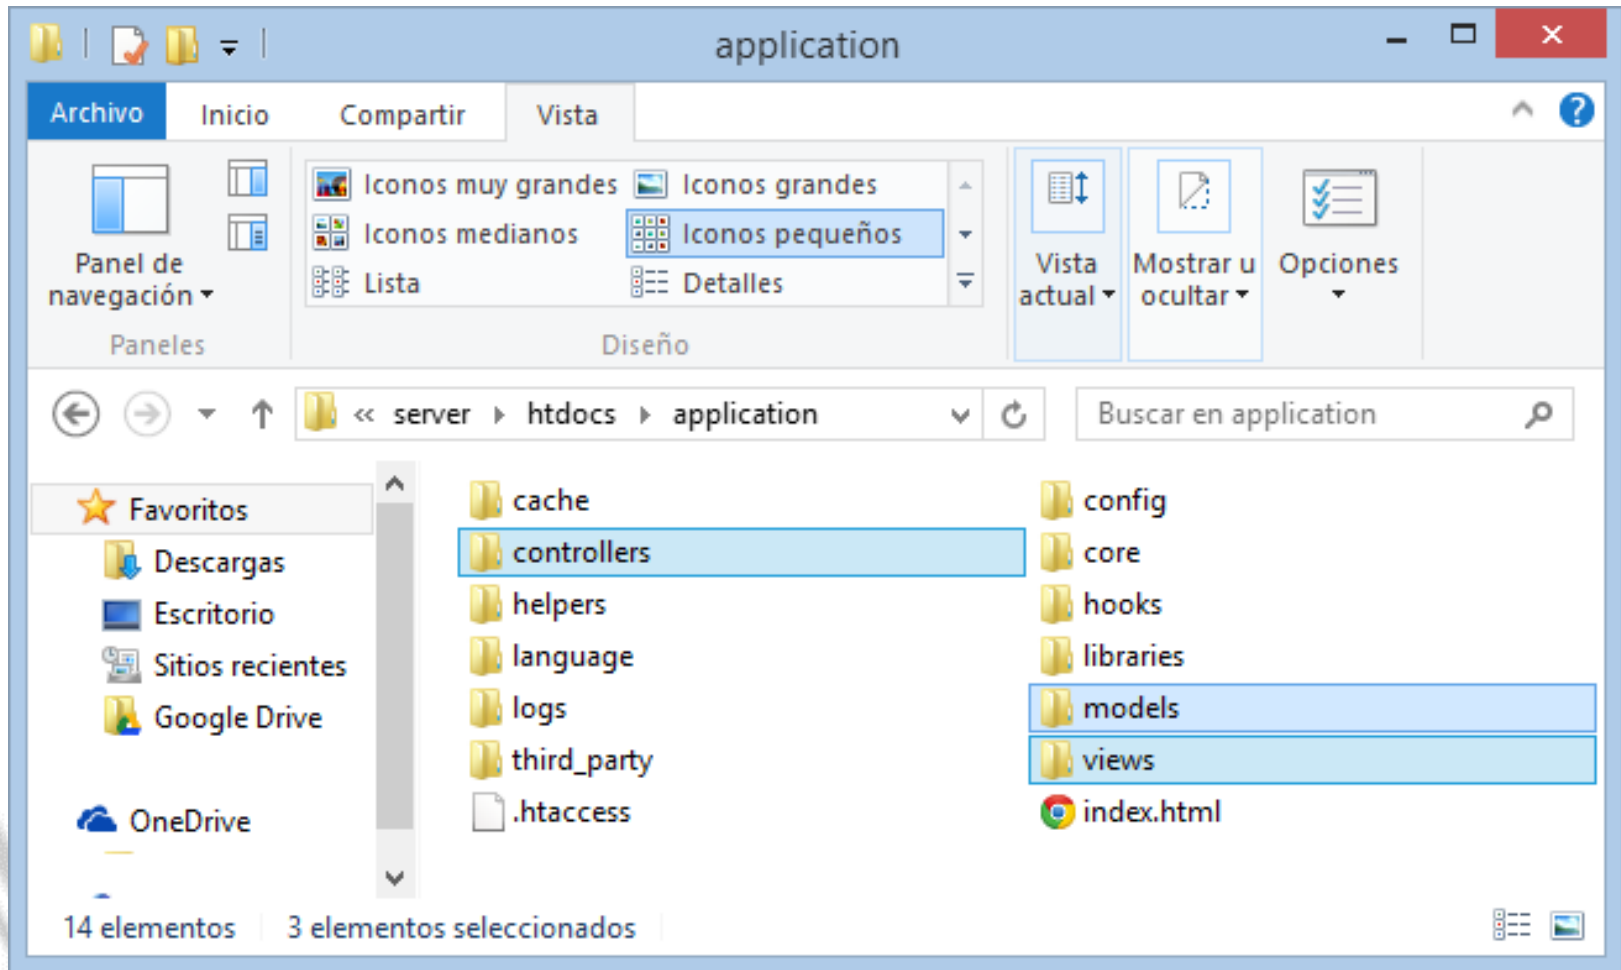 application
Archivo Inicio Compartir Vista
Iconos muy grandes Iconos grandes
Iconos medianos Iconos pequeños
Lista Detalles
Panel de
navegación
Vista
actual
Mostrar u
ocultar
Opciones
Paneles Diseño
« server htdocs application
Buscar en application
Favoritos
Descargas
Escritorio
Sitios recientes
Google Drive
OneDrive
cache config
controllers core
helpers hooks
language libraries
logs models
third_party views
.htaccess index.html
14 elementos 3 elementos seleccionados